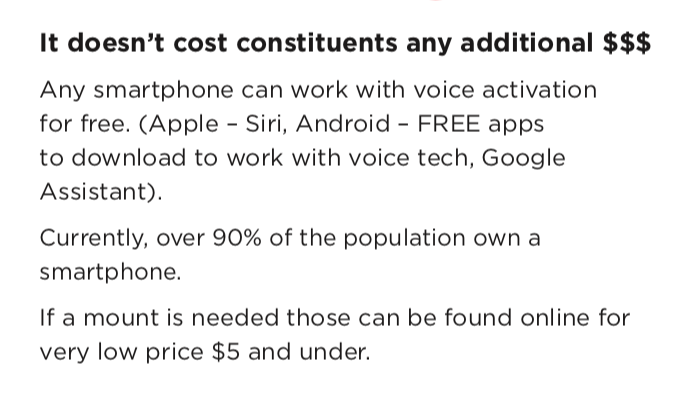 It doesn’t cost constituents any additional $$$
Any smartphone can work with voice activation
for free. (Apple – Siri, Android – FREE apps
to download to work with voice tech, Google
Assistant).
Currently, over 90% of the population own a
smartphone.
If a mount is needed those can be found online for
very low price $5 and under.